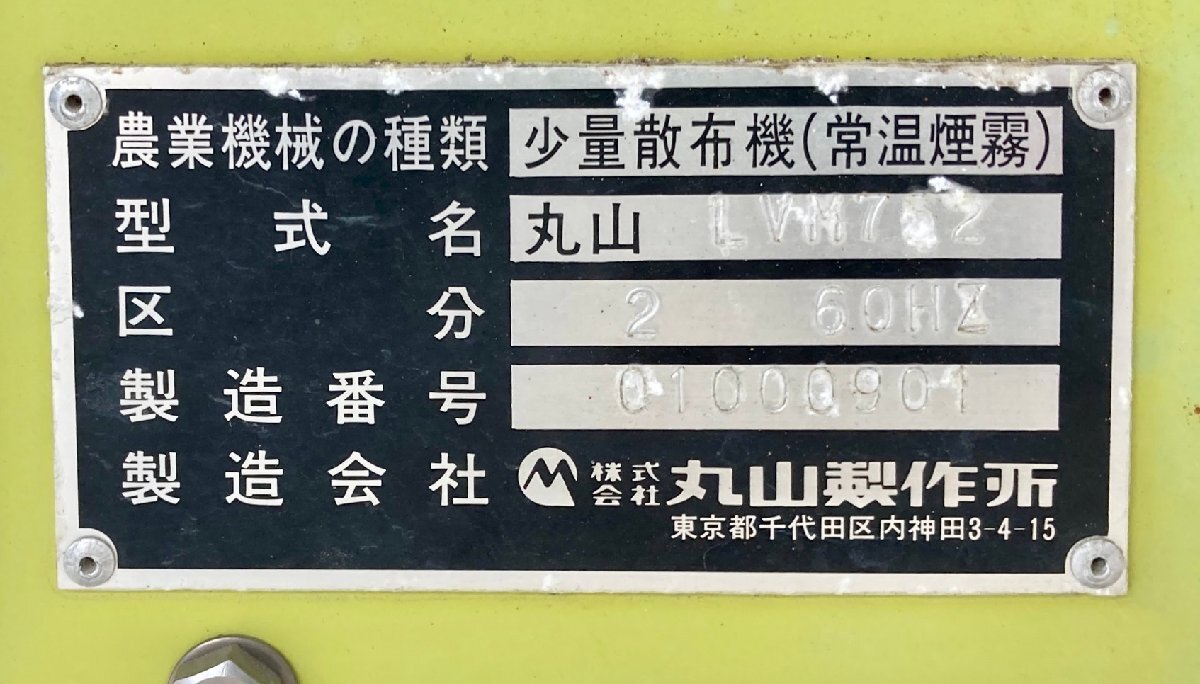 農業機械の種類 少量散布機(常温煙霧)
型式名 丸山
区分 2 60HZ
製造番号 01000901
製造会社 株式会社 丸山製作所
東京都千代田区内神田3-4-15